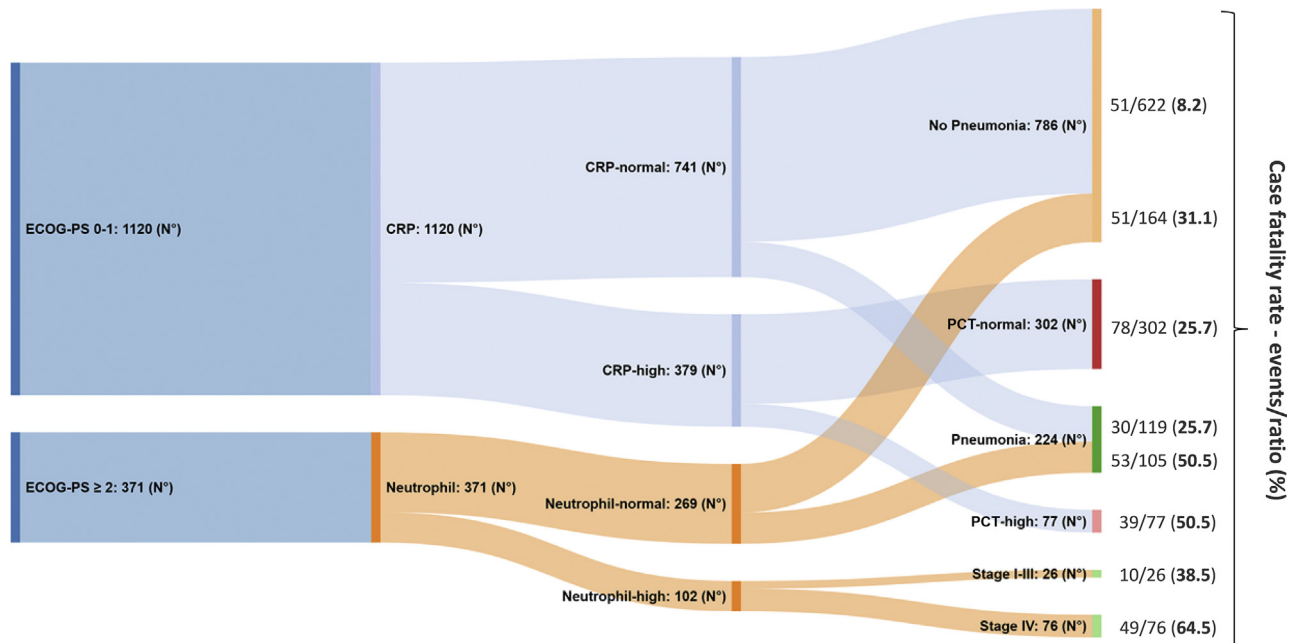 ECOG-PS 0-1: 1120 (N°)
CRP: 1120 (N°)
CRP-normal: 741 (N°)
CRP-high: 379 (N°)
ECOG-PS ≥ 2: 371 (N°)
Neutrophil: 371 (N°)
Neutrophil-normal: 269 (N°)
Neutrophil-high: 102 (N°)
No Pneumonia: 786 (N°)
PCT-normal: 302 (N°)
Pneumonia: 224 (N°)
PCT-high: 77 (N°)
Stage I-III: 26 (N°)
Stage IV: 76 (N°)
51/622 (8.2)
51/164 (31.1)
78/302 (25.7)
30/119 (25.7)
53/105 (50.5)
39/77 (50.5)
10/26 (38.5)
49/76 (64.5)
Case fatality rate - events/ratio (%)